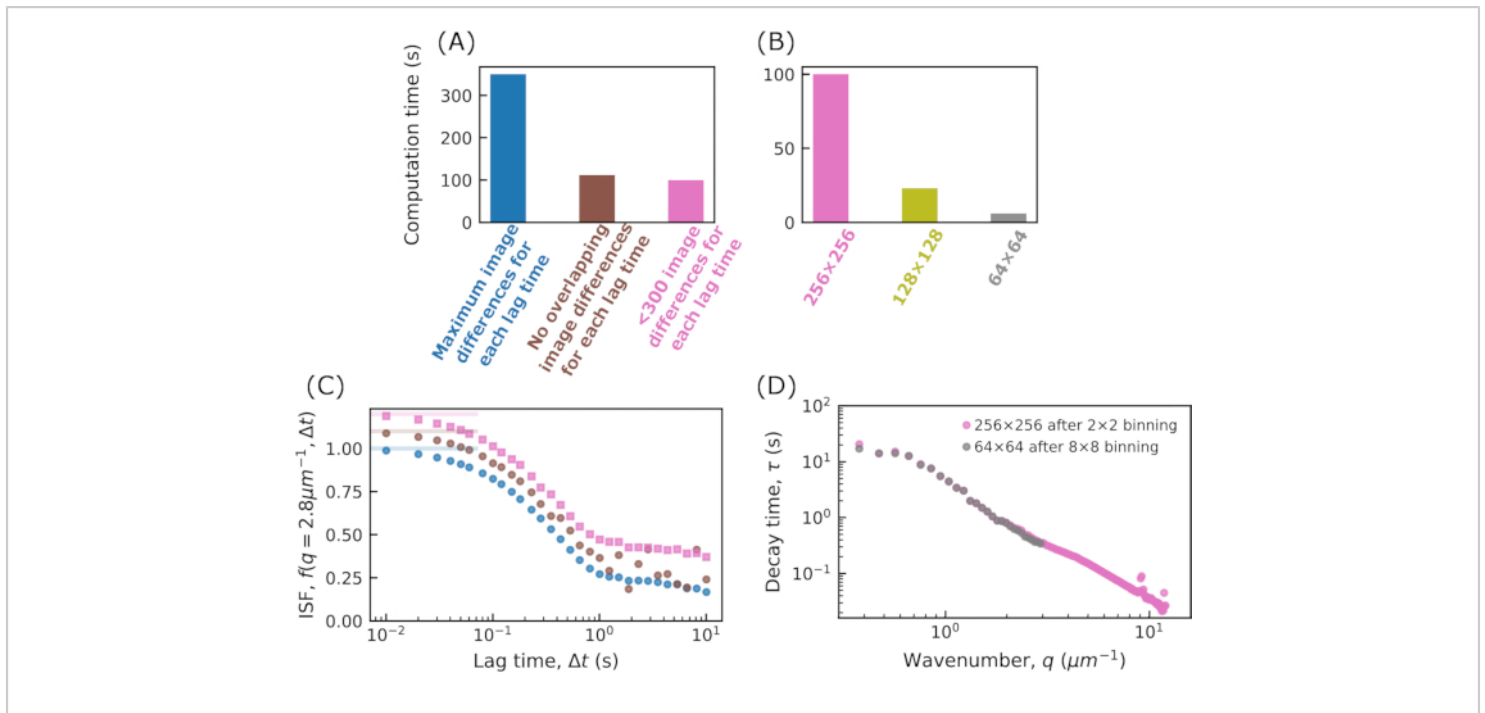 (A)
Computation time (s)
300
200
100
0
Maximum image
differences for
each lag time
No overlapping
image differences
for each lag time
<300 image
differences for
each lag time
(B)
100
50
0
256×256
128×128
64×64
(C)
ISF, f(q = 2.8μm⁻¹, Δt)
1.00
0.75
0.50
0.25
0.00
10⁻²
10⁻¹
10⁰
10¹
Lag time, Δt (s)
(D)
Decay time, τ (s)
10²
10¹
10⁰
10⁻¹
256×256 after 2×2 binning
64×64 after 8×8 binning
10⁰
10¹
Wavenumber, q (μm⁻¹)